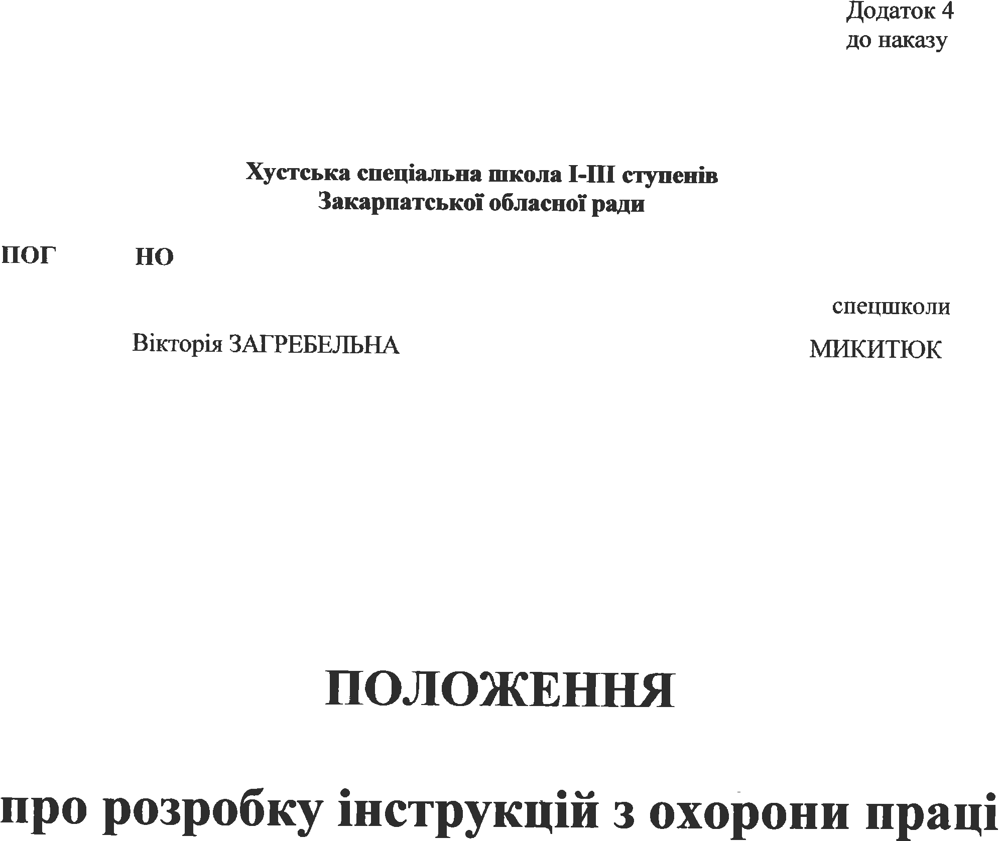 Додаток 4
до наказу
Хустська спеціальна школа І-ІІІ ступенів
Закарпатської обласної ради
ПОГ НО
спецшколи
Вікторія ЗАГРЕБЕЛЬНА МИКИТЮК
ПОЛОЖЕННЯ
про розробку інструкцій з охорони праці